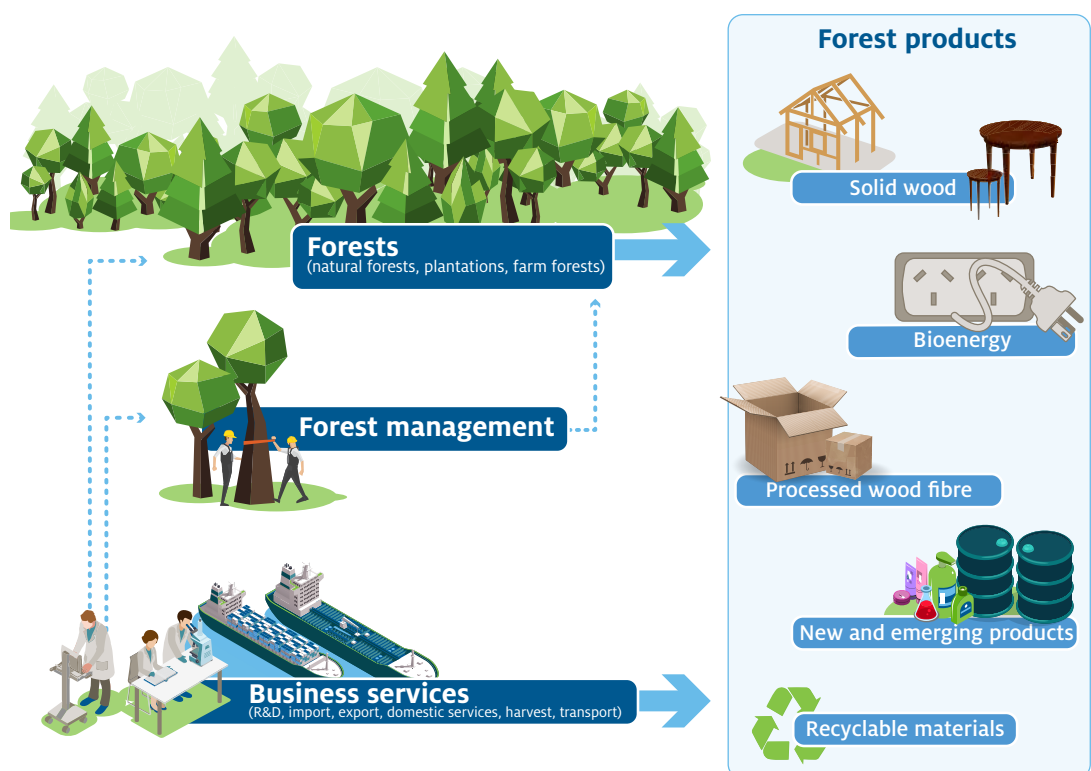 Forest products
Solid wood
Forests
(natural forests, plantations, farm forests)
Bioenergy
Forest management
Processed wood fibre
New and emerging products
Business services
(R&D, import, export, domestic services, harvest, transport)
Recyclable materials